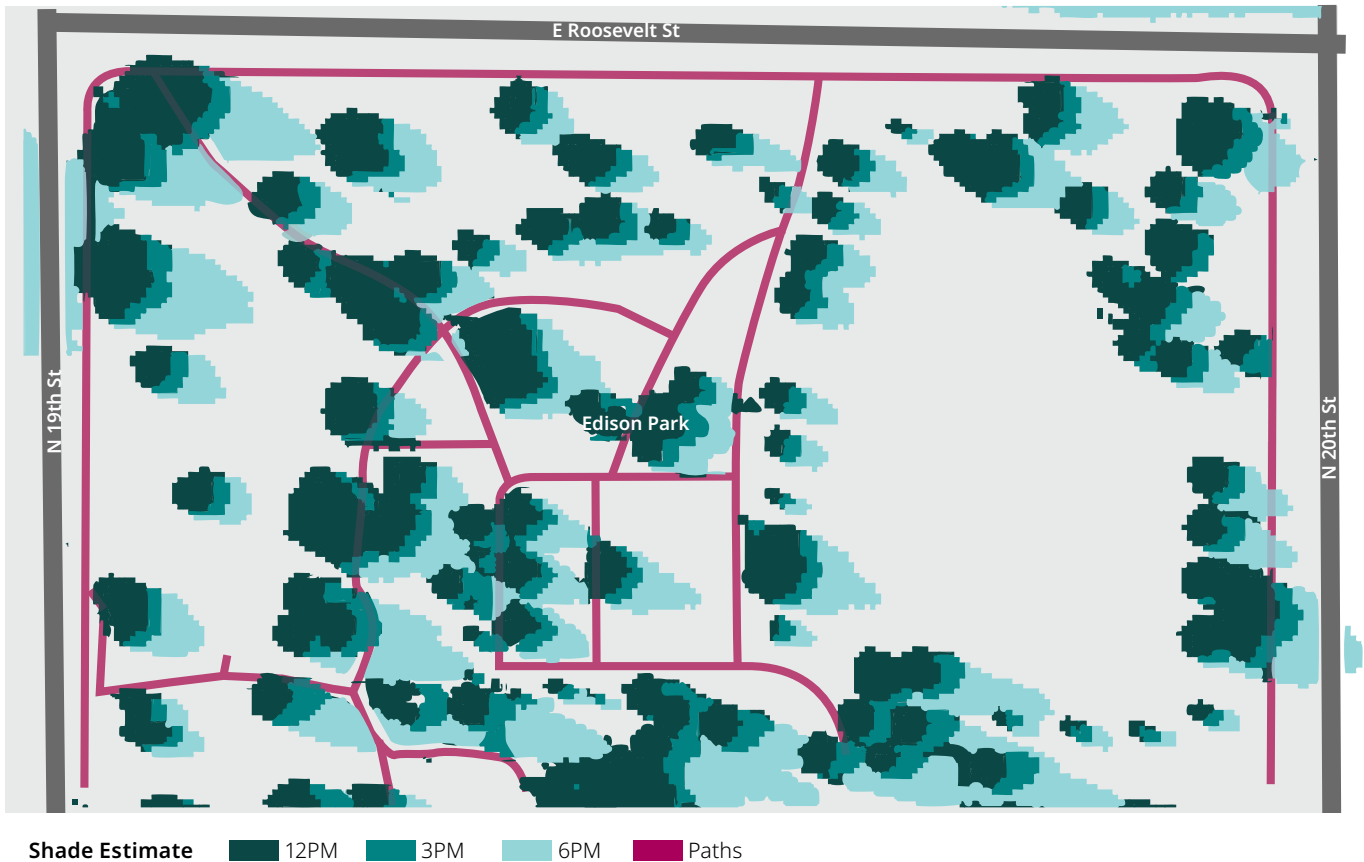 E Roosevelt St
N 19th St
Edison Park
N 20th St
Shade Estimate 12PM 3PM 6PM Paths